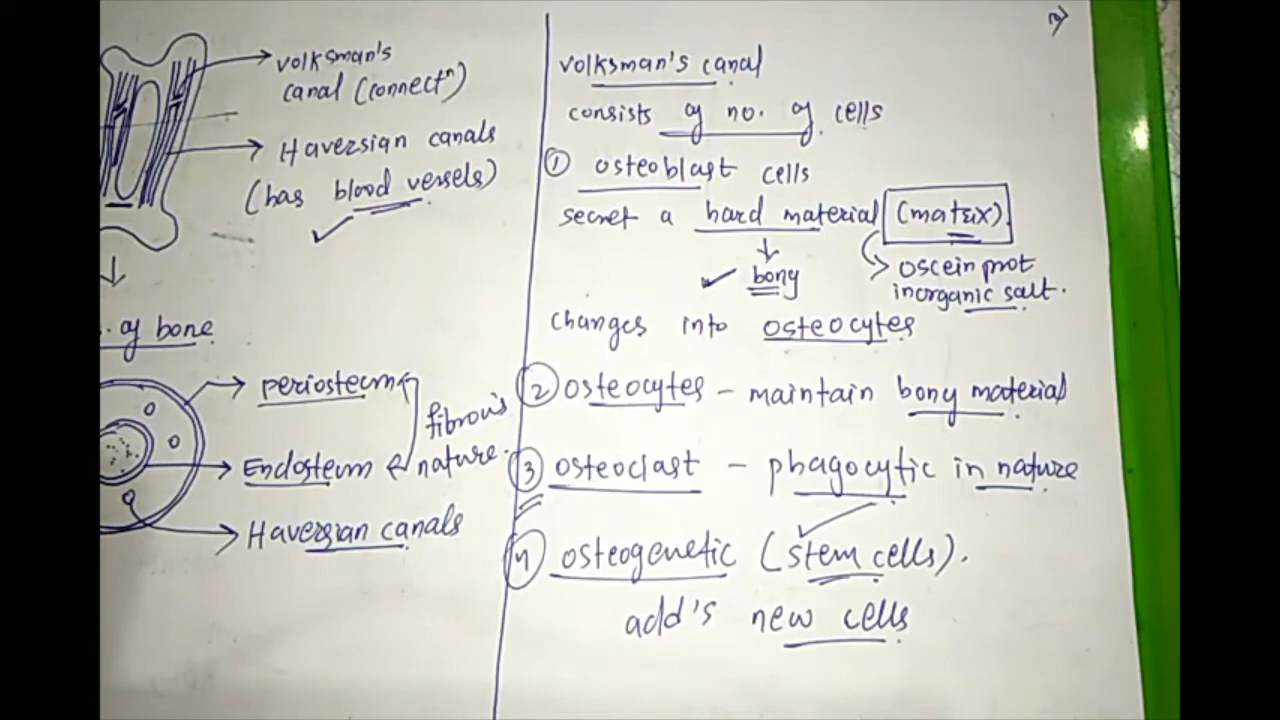 volksman's
canal (connectⁿ)
Haversian canals
(has blood vessels)
. of bone
periosteum
fibrous
Endosteum
nature.
Haversian canals
volksman's canal
consists of no. of cells
① osteoblast cells
secret a hard material (matrix).
bony
oscein prot
inorganic salt.
changes into osteocytes
② osteocytes – maintain bony material
③ osteoclast – phagocytic in nature
④ osteogenetic (stem cells).
add's new cells